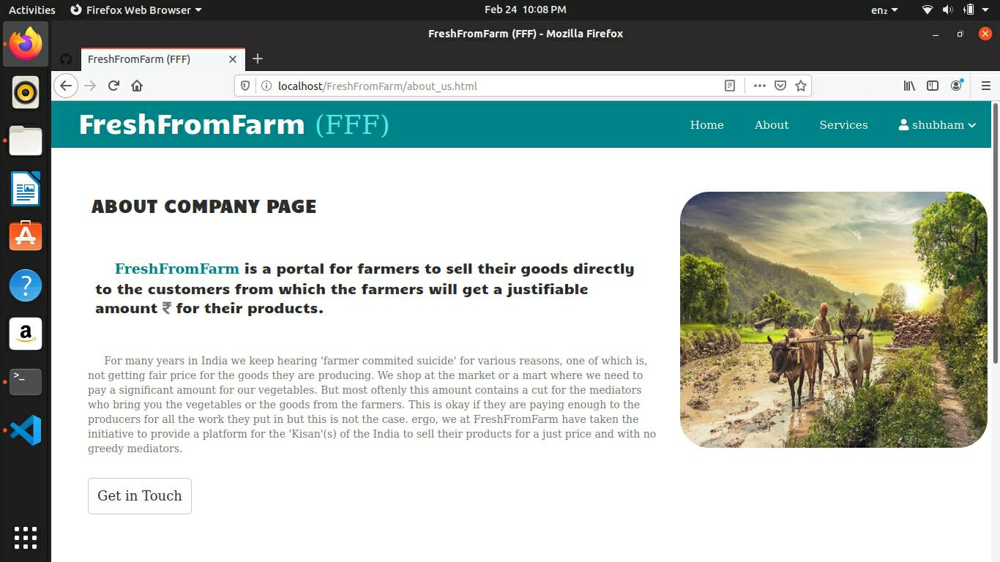 Activities Firefox Web Browser Feb 24 10:08 PM en₂
FreshFromFarm (FFF) - Mozilla Firefox
FreshFromFarm (FFF)
localhost/FreshFromFarm/about_us.html
FreshFromFarm (FFF) Home About Services shubham
ABOUT COMPANY PAGE
FreshFromFarm is a portal for farmers to sell their goods directly
to the customers from which the farmers will get a justifiable
amount ₹ for their products.
For many years in India we keep hearing 'farmer commited suicide' for various reasons, one of which is,
not getting fair price for the goods they are producing. We shop at the market or a mart where we need to
pay a significant amount for our vegetables. But most oftenly this amount contains a cut for the mediators
who bring you the vegetables or the goods from the farmers. This is okay if they are paying enough to the
producers for all the work they put in but this is not the case. ergo, we at FreshFromFarm have taken the
initiative to provide a platform for the 'Kisan'(s) of the India to sell their products for a just price and with no
greedy mediators.
Get in Touch